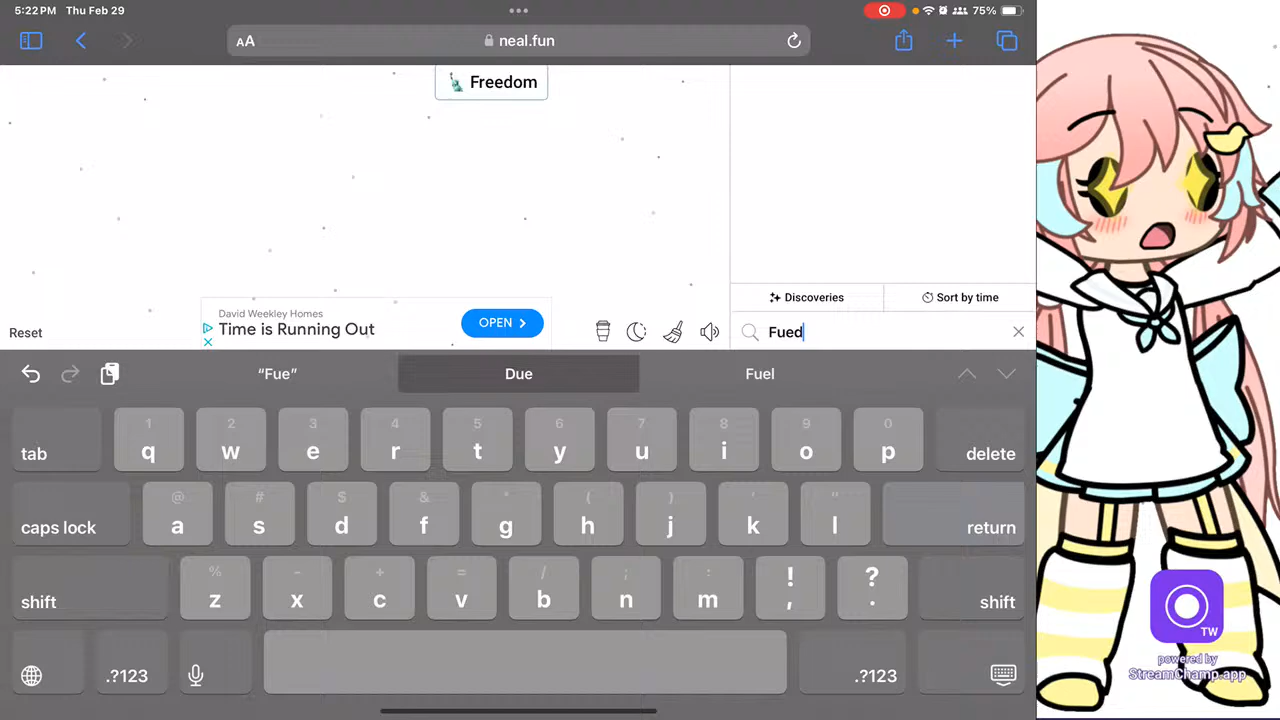 5:22 PM Thu Feb 29
75%
AA
neal.fun
Freedom
Discoveries
Sort by time
David Weekley Homes
Time is Running Out
OPEN
Reset
Fued
“Fue”
Due
Fuel
1 2 3 4 5 6 7 8 9 0
tab q w e r t y u i o p delete
@ # $ & * ( ) ' "
caps lock a s d f g h j k l return
% - + = / ; : ! ?
shift z x c v b n m , . shift
.?123
.?123
TW
powered by
StreamChamp.app